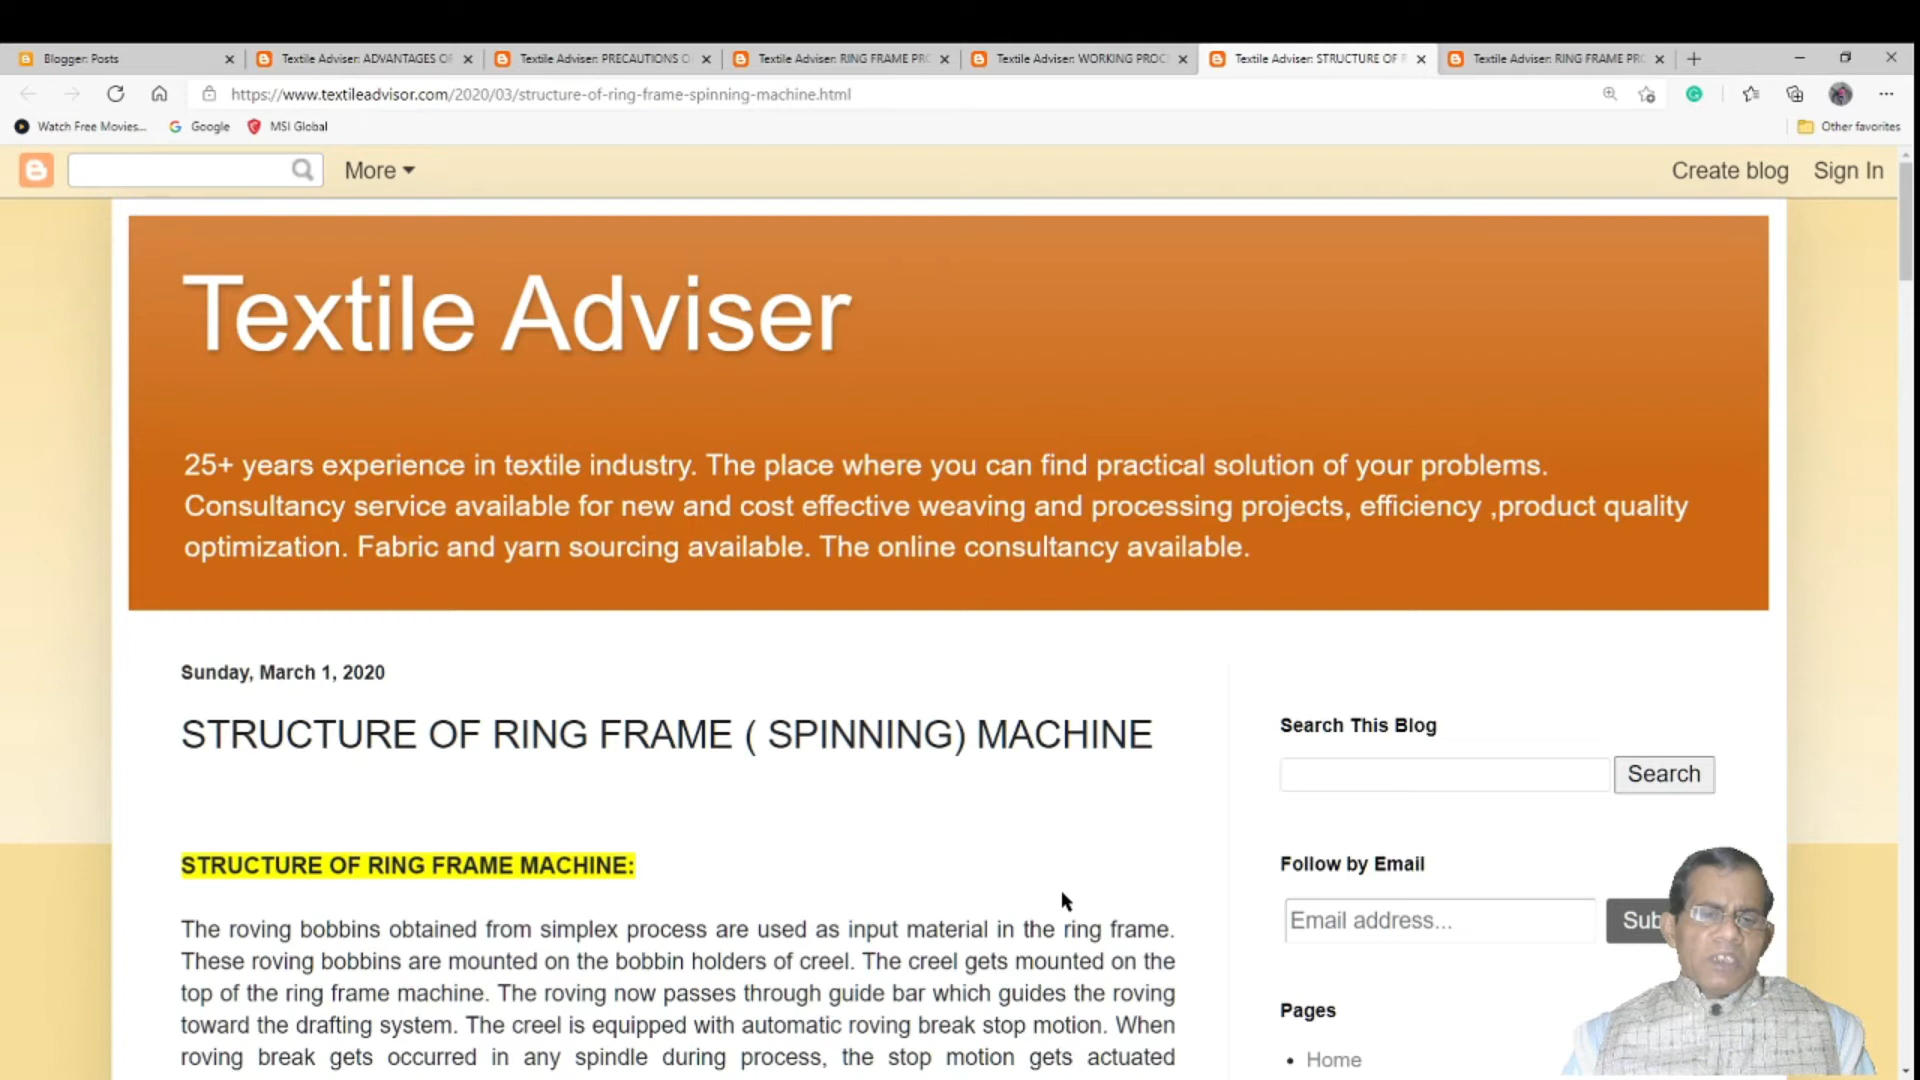 Blogger: Posts
Textile Adviser: ADVANTAGES OF
Textile Adviser: PRECAUTIONS O
Textile Adviser: RING FRAME PRO
Textile Adviser: WORKING PROC
Textile Adviser: STRUCTURE OF R
Textile Adviser: RING FRAME PRO
https://www.textileadvisor.com/2020/03/structure-of-ring-frame-spinning-machine.html
Watch Free Movies...
Google
MSI Global
Other favorites
More
Create blog
Sign In
Textile Adviser
25+ years experience in textile industry. The place where you can find practical solution of your problems.
Consultancy service available for new and cost effective weaving and processing projects, efficiency ,product quality
optimization. Fabric and yarn sourcing available. The online consultancy available.
Sunday, March 1, 2020
STRUCTURE OF RING FRAME ( SPINNING) MACHINE
STRUCTURE OF RING FRAME MACHINE:
The roving bobbins obtained from simplex process are used as input material in the ring frame.
These roving bobbins are mounted on the bobbin holders of creel. The creel gets mounted on the
top of the ring frame machine. The roving now passes through guide bar which guides the roving
toward the drafting system. The creel is equipped with automatic roving break stop motion. When
roving break gets occurred in any spindle during process, the stop motion gets actuated
Search This Blog
Search
Follow by Email
Email address...
Sub
Pages
Home